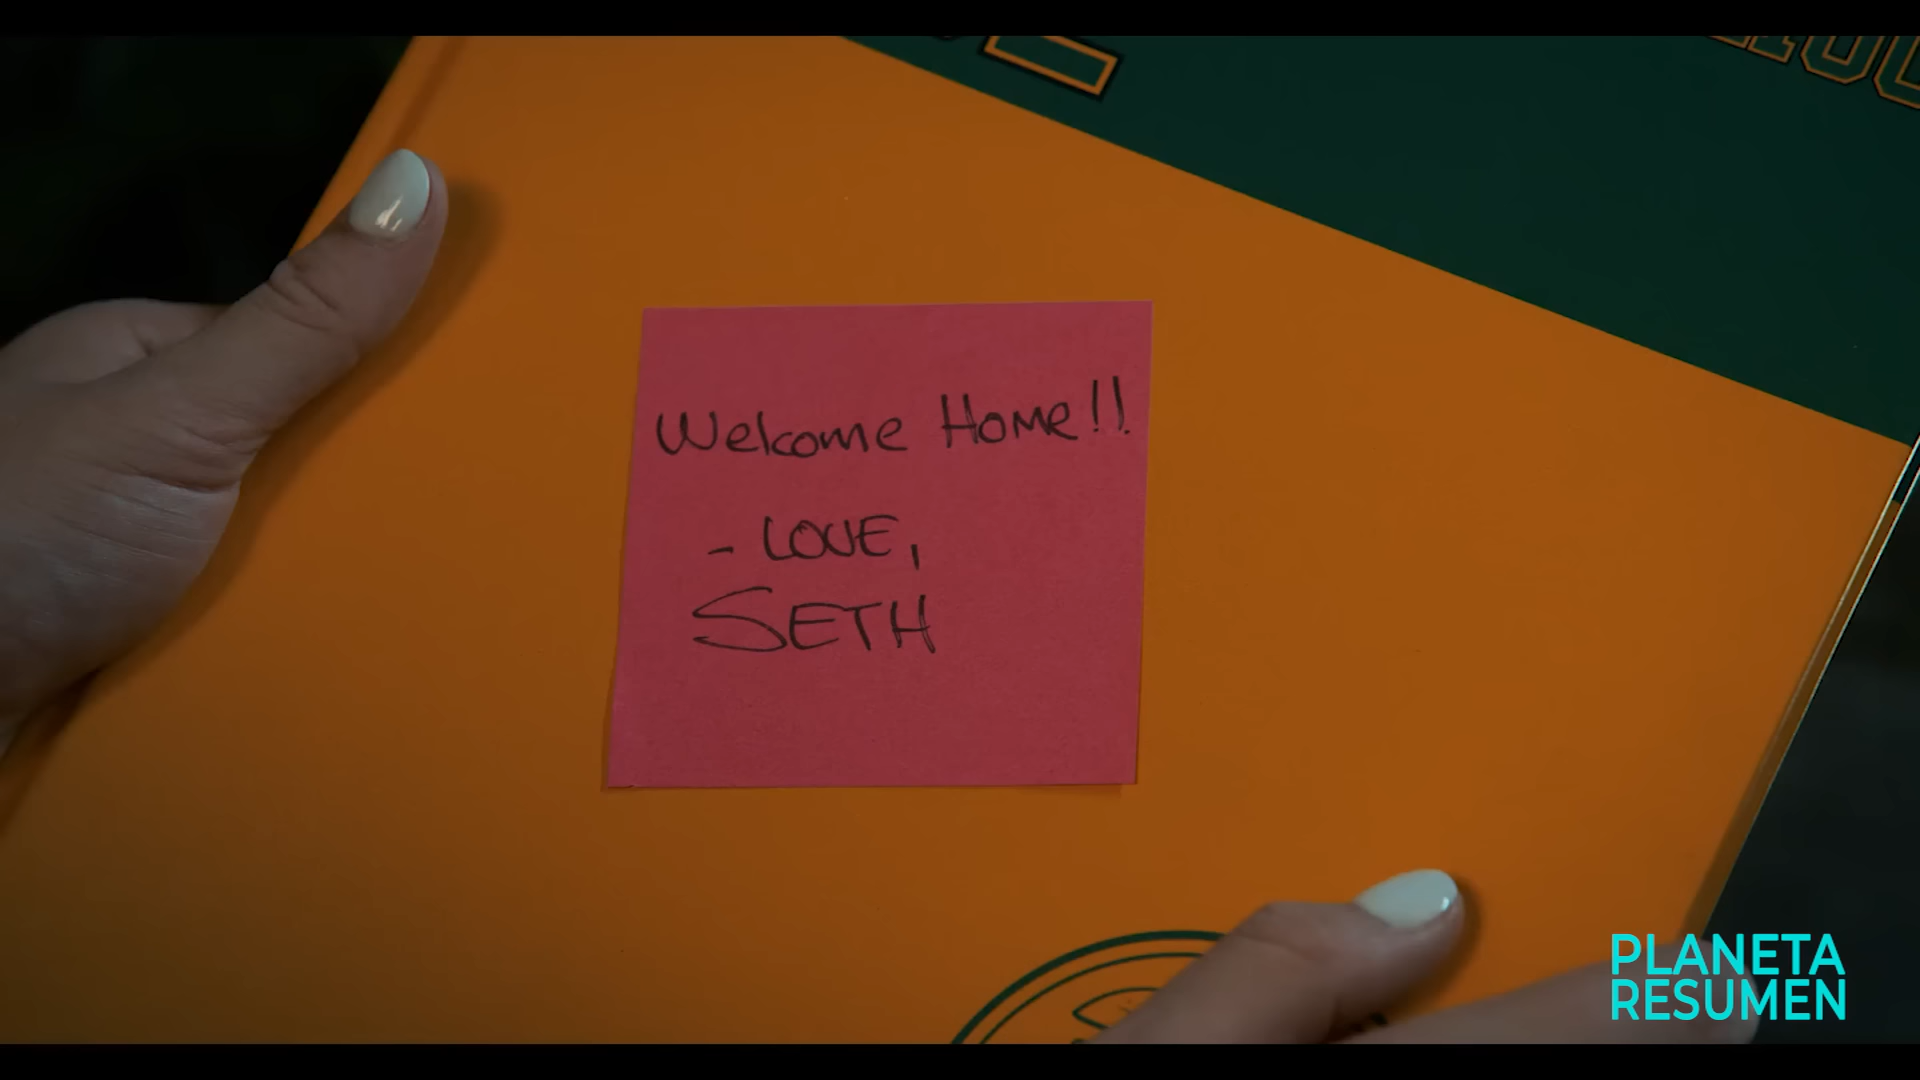 Welcome Home!!
- LOVE,
SETH
PLANETA
RESUMEN